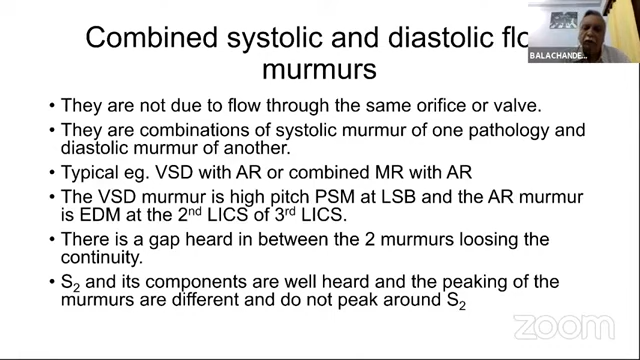 Combined systolic and diastolic flo
murmurs
BALACHANDE...
• They are not due to flow through the same orifice or valve.
• They are combinations of systolic murmur of one pathology and
diastolic murmur of another.
• Typical eg. VSD with AR or combined MR with AR
• The VSD murmur is high pitch PSM at LSB and the AR murmur
is EDM at the 2nd LICS of 3rd LICS.
• There is a gap heard in between the 2 murmurs loosing the
continuity.
• S2 and its components are well heard and the peaking of the
murmurs are different and do not peak around S2
zoom